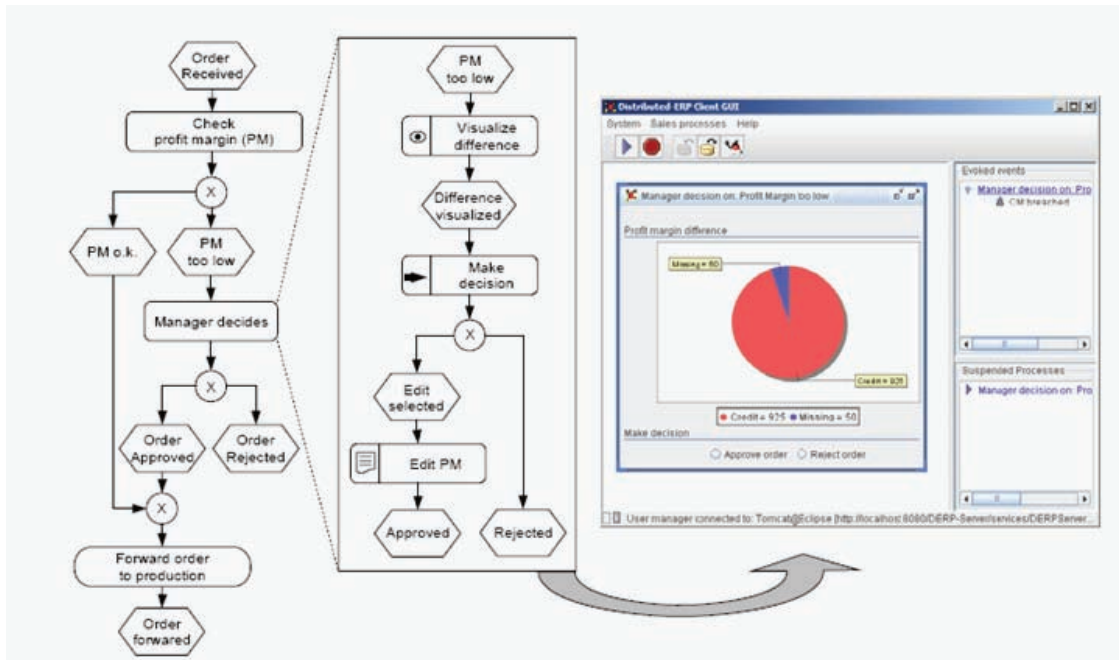 Order
Received
Check
profit margin (PM)
X
PM o.k.
PM
too low
Manager decides
X
Order
Approved
Order
Rejected
X
Forward order
to production
Order
forwared
PM
too low
Visualize
difference
Difference
visualized
Make
decision
X
Edit
selected
Edit PM
Approved
Rejected
Distributed-ERP Client GUI
System Sales processes Help
Manager decision on: Profit Margin too low
Profit margin difference
Missing = 50
Credit = 925
Credit = 925 Missing = 50
Make decision
Approve order Reject order
Evoked events
Manager decision on: Pro
CM breached
Suspended Processes
Manager decision on: Pro
User manager connected to: Tomcat@Eclipse [http://localhost:8080/DERP-Server/services/DERPServer...